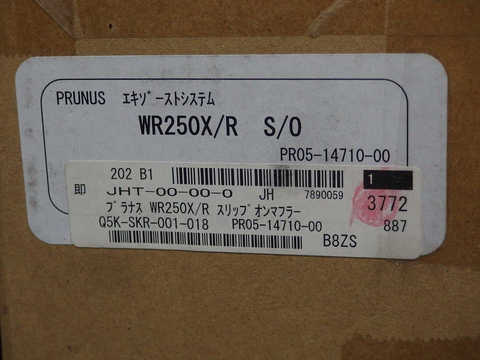 PRUNUS エキゾーストシステム
WR250X/R S/O
PR05-14710-00
202 B1
1
即 JHT-00-00-0 JH 7890059
3772
プラナス WR250X/R スリップオンマフラー
Q5K-SKR-001-018 PR05-14710-00 887
B8ZS